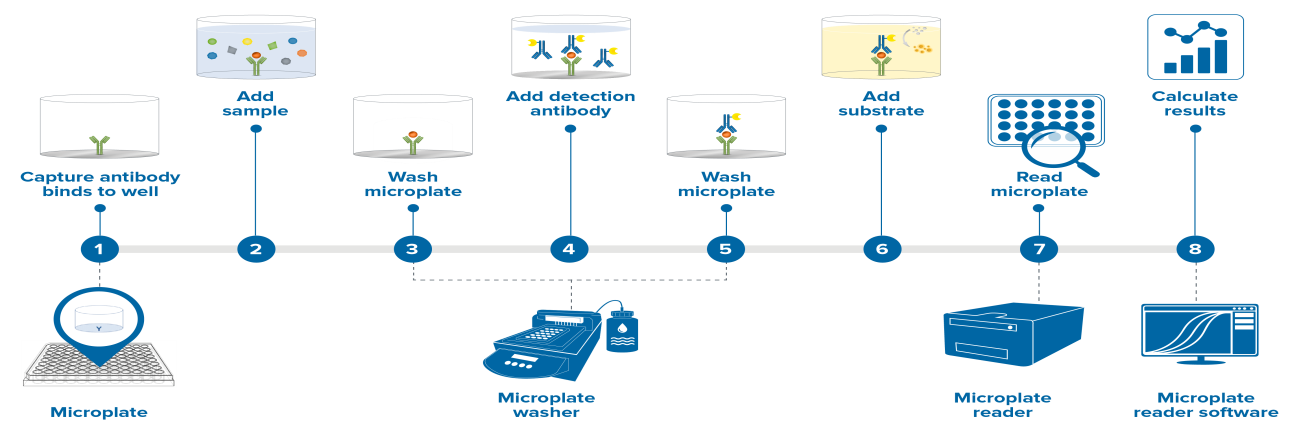 Add
sample
Add detection
antibody
Add
substrate
Calculate
results
Capture antibody
binds to well
Wash
microplate
Wash
microplate
Read
microplate
1
2
3
4
5
6
7
8
Microplate
Microplate
washer
Microplate
reader
Microplate
reader software